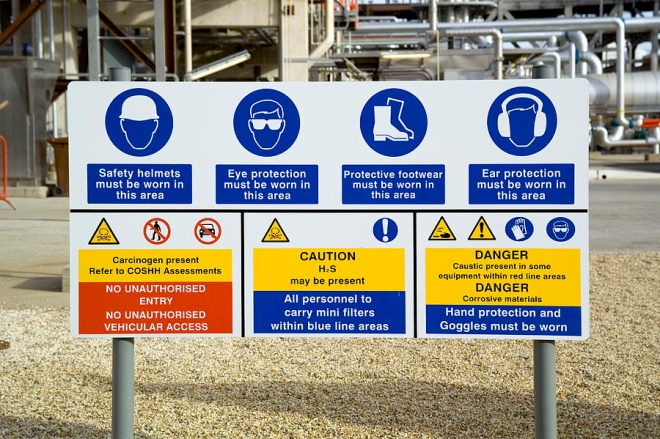 Safety helmets
must be worn in
this area
Eye protection
must be worn in
this area
Protective footwear
must be worn in
this area
Ear protection
must be worn in
this area
Carcinogen present
Refer to COSHH Assessments
NO UNAUTHORISED
ENTRY
NO UNAUTHORISED
VEHICULAR ACCESS
CAUTION
H₂S
may be present
All personnel to
carry mini filters
within blue line areas
DANGER
Caustic present in some
equipment within red line areas
DANGER
Corrosive materials
Hand protection and
Goggles must be worn